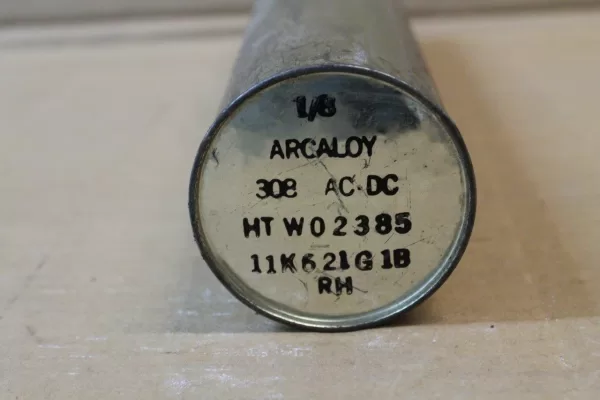 1/8
ARCALOY
308 AC-DC
HT W02385
11K621G1B
RH